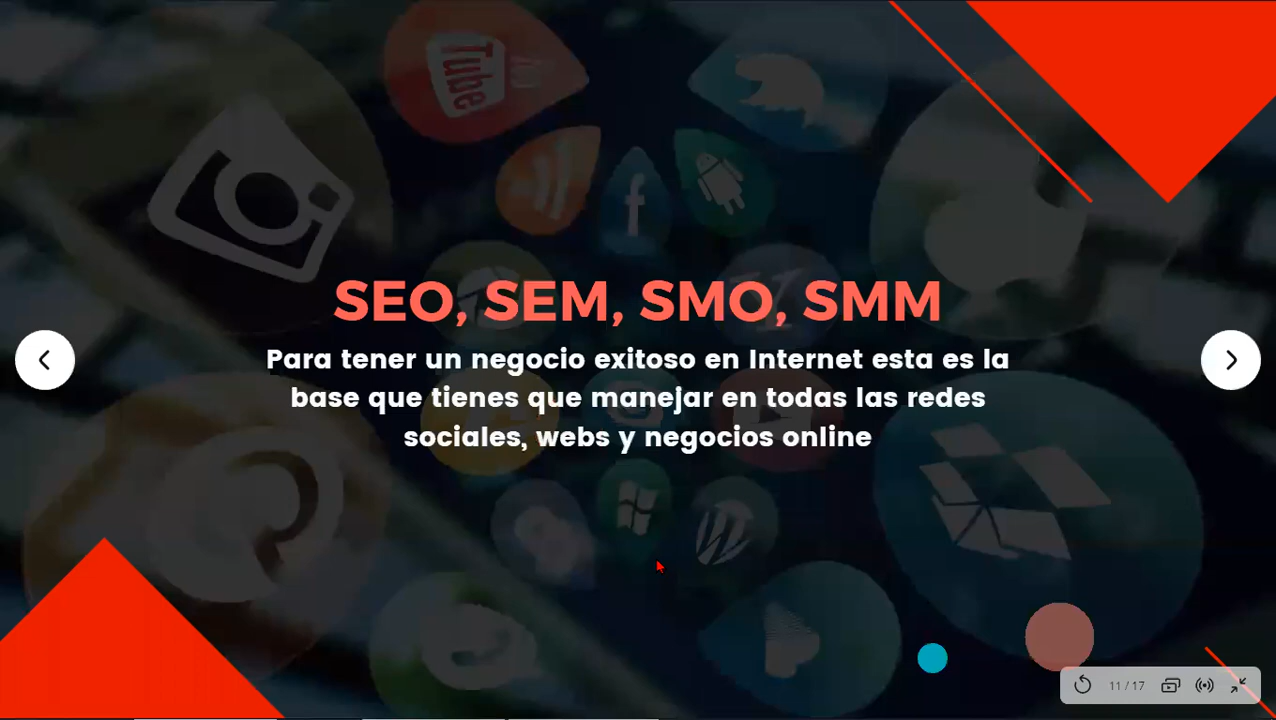 Tube
SEO, SEM, SMO, SMM
Para tener un negocio exitoso en Internet esta es la
base que tienes que manejar en todas las redes
sociales, webs y negocios online
11 / 17